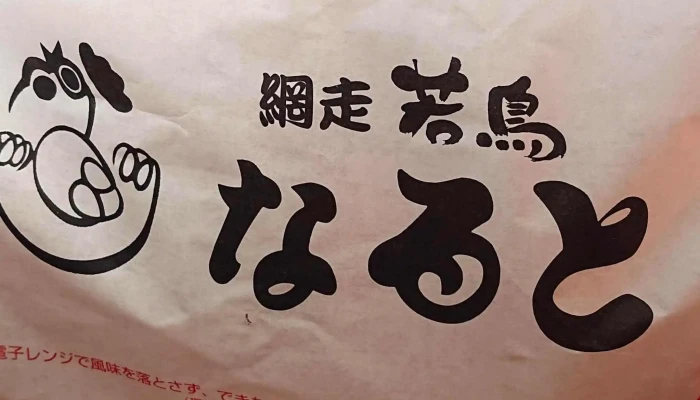 網走 若鳥
なると
電子レンジで風味を落とさず、でき